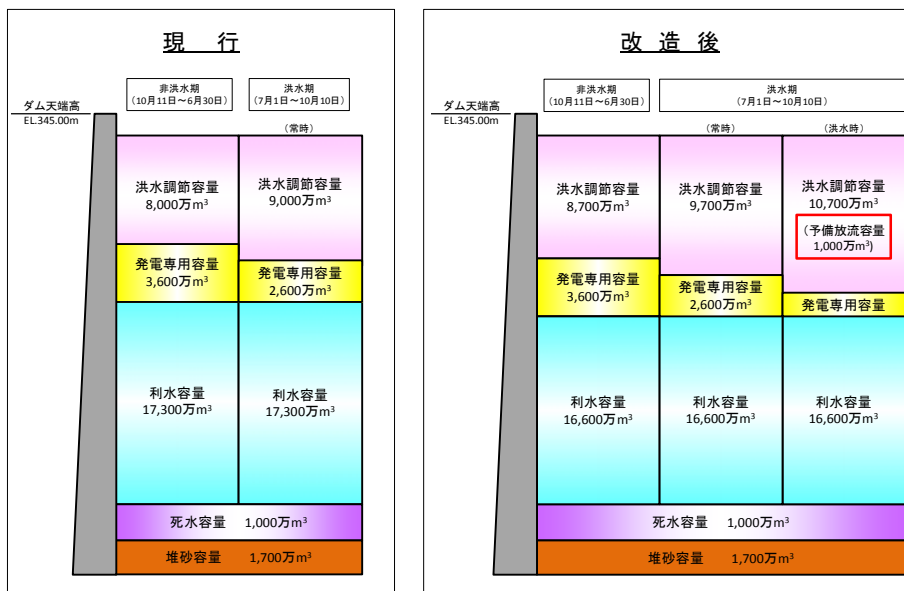 現 行
非洪水期
（10月11日～6月30日）
洪水期
（7月1日～10月10日）
ダム天端高
EL.345.00m
（常時）
洪水調節容量
8,000万m³
洪水調節容量
9,000万m³
発電専用容量
3,600万m³
発電専用容量
2,600万m³
利水容量
17,300万m³
利水容量
17,300万m³
死水容量 1,000万m³
堆砂容量 1,700万m³
改 造 後
非洪水期
（10月11日～6月30日）
洪水期
（7月1日～10月10日）
ダム天端高
EL.345.00m
（常時）
（洪水時）
洪水調節容量
8,700万m³
洪水調節容量
9,700万m³
洪水調節容量
10,700万m³
（予備放流容量
1,000万m³)
発電専用容量
3,600万m³
発電専用容量
2,600万m³
発電専用容量
利水容量
16,600万m³
利水容量
16,600万m³
利水容量
16,600万m³
死水容量 1,000万m³
堆砂容量 1,700万m³